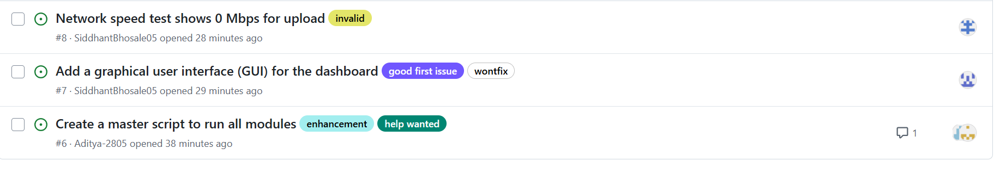 Network speed test shows 0 Mbps for upload invalid
#8 · SiddhantBhosale05 opened 28 minutes ago
Add a graphical user interface (GUI) for the dashboard good first issue wontfix
#7 · SiddhantBhosale05 opened 29 minutes ago
Create a master script to run all modules enhancement help wanted
#6 · Aditya-2805 opened 38 minutes ago
1